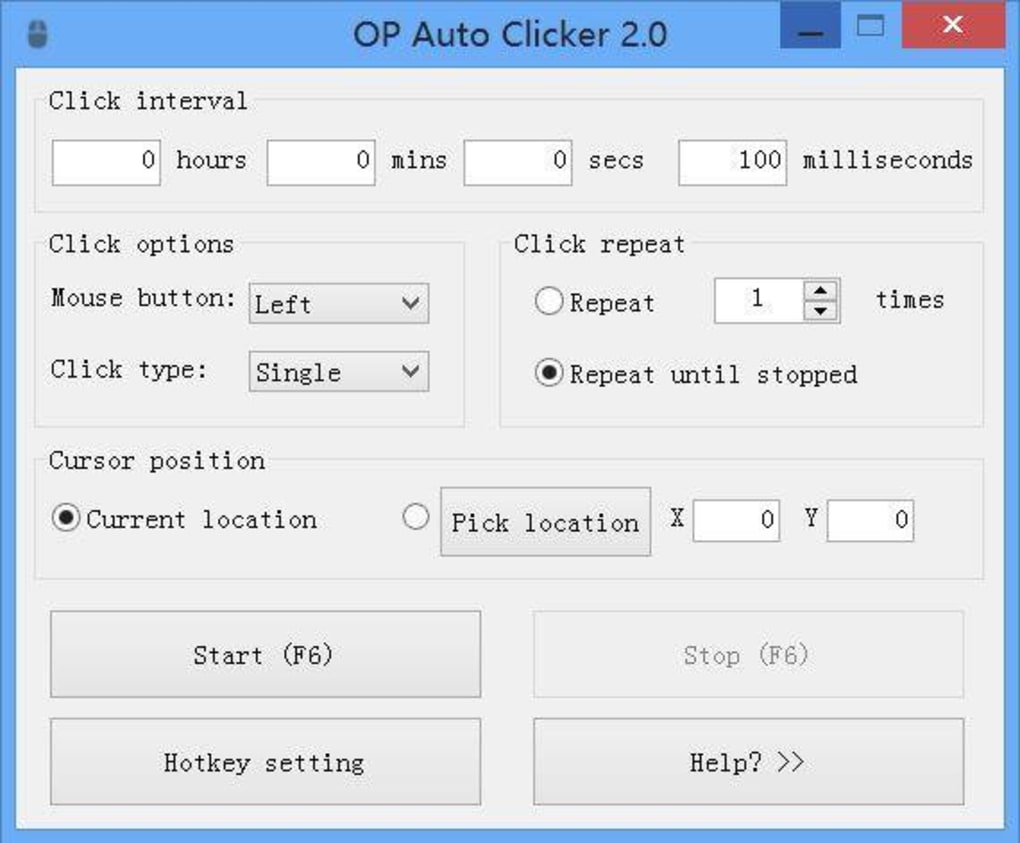 OP Auto Clicker 2.0
Click interval
0 hours 0 mins 0 secs 100 milliseconds
Click options
Mouse button: Left
Click type: Single
Click repeat
Repeat 1 times
Repeat until stopped
Cursor position
Current location Pick location X 0 Y 0
Start (F6) Stop (F6)
Hotkey setting Help? >>